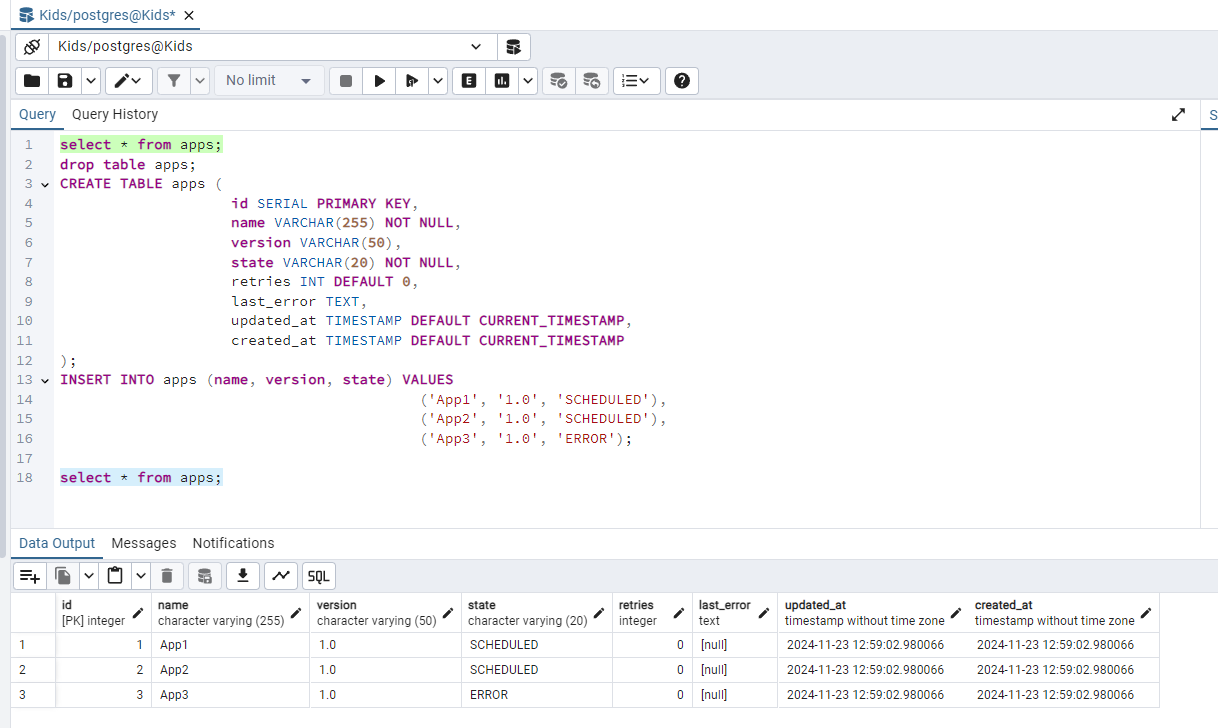 Kids/postgres@Kids*
Kids/postgres@Kids
No limit
E
Query Query History
S
1 select * from apps;
2 drop table apps;
3 CREATE TABLE apps (
4 id SERIAL PRIMARY KEY,
5 name VARCHAR(255) NOT NULL,
6 version VARCHAR(50),
7 state VARCHAR(20) NOT NULL,
8 retries INT DEFAULT 0,
9 last_error TEXT,
10 updated_at TIMESTAMP DEFAULT CURRENT_TIMESTAMP,
11 created_at TIMESTAMP DEFAULT CURRENT_TIMESTAMP
12 );
13 INSERT INTO apps (name, version, state) VALUES
14 ('App1', '1.0', 'SCHEDULED'),
15 ('App2', '1.0', 'SCHEDULED'),
16 ('App3', '1.0', 'ERROR');
17
18 select * from apps;
Data Output Messages Notifications
SQL
id name version state retries last_error updated_at created_at
[PK] integer character varying (255) character varying (50) character varying (20) integer text timestamp without time zone timestamp without time zone
1 1 App1 1.0 SCHEDULED 0 [null] 2024-11-23 12:59:02.980066 2024-11-23 12:59:02.980066
2 2 App2 1.0 SCHEDULED 0 [null] 2024-11-23 12:59:02.980066 2024-11-23 12:59:02.980066
3 3 App3 1.0 ERROR 0 [null] 2024-11-23 12:59:02.980066 2024-11-23 12:59:02.980066